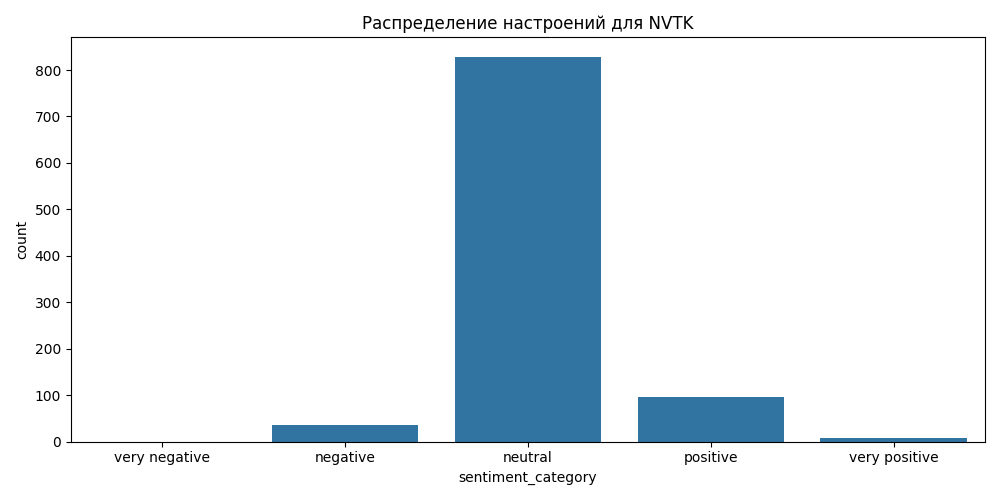 Распределение настроений для NVTK
count
800
700
600
500
400
300
200
100
0
very negative
negative
neutral
positive
very positive
sentiment_category